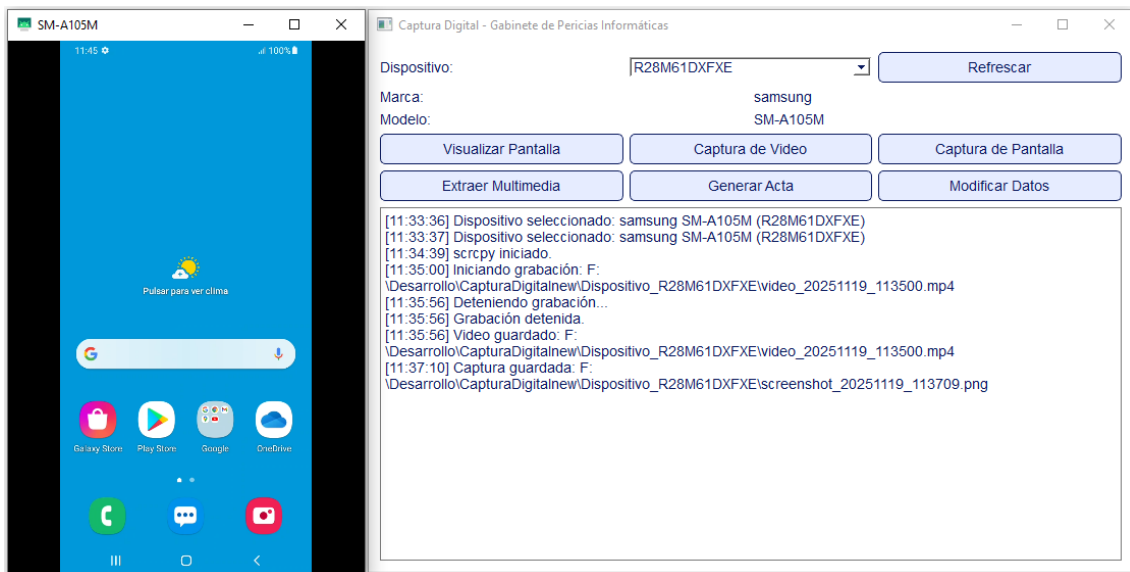 SM-A105M
11:45
100%
Pulsar para ver clima
Galaxy Store
Play Store
Google
OneDrive
Captura Digital - Gabinete de Pericias Informáticas
Dispositivo:
R28M61DXFXE
Refrescar
Marca:
samsung
Modelo:
SM-A105M
Visualizar Pantalla
Captura de Video
Captura de Pantalla
Extraer Multimedia
Generar Acta
Modificar Datos
[11:33:36] Dispositivo seleccionado: samsung SM-A105M (R28M61DXFXE)
[11:33:37] Dispositivo seleccionado: samsung SM-A105M (R28M61DXFXE)
[11:34:39] scrcpy iniciado.
[11:35:00] Iniciando grabación: F:
\Desarrollo\CapturaDigitalnew\Dispositivo_R28M61DXFXE\video_20251119_113500.mp4
[11:35:56] Deteniendo grabación...
[11:35:56] Grabación detenida.
[11:35:56] Video guardado: F:
\Desarrollo\CapturaDigitalnew\Dispositivo_R28M61DXFXE\video_20251119_113500.mp4
[11:37:10] Captura guardada: F:
\Desarrollo\CapturaDigitalnew\Dispositivo_R28M61DXFXE\screenshot_20251119_113709.png